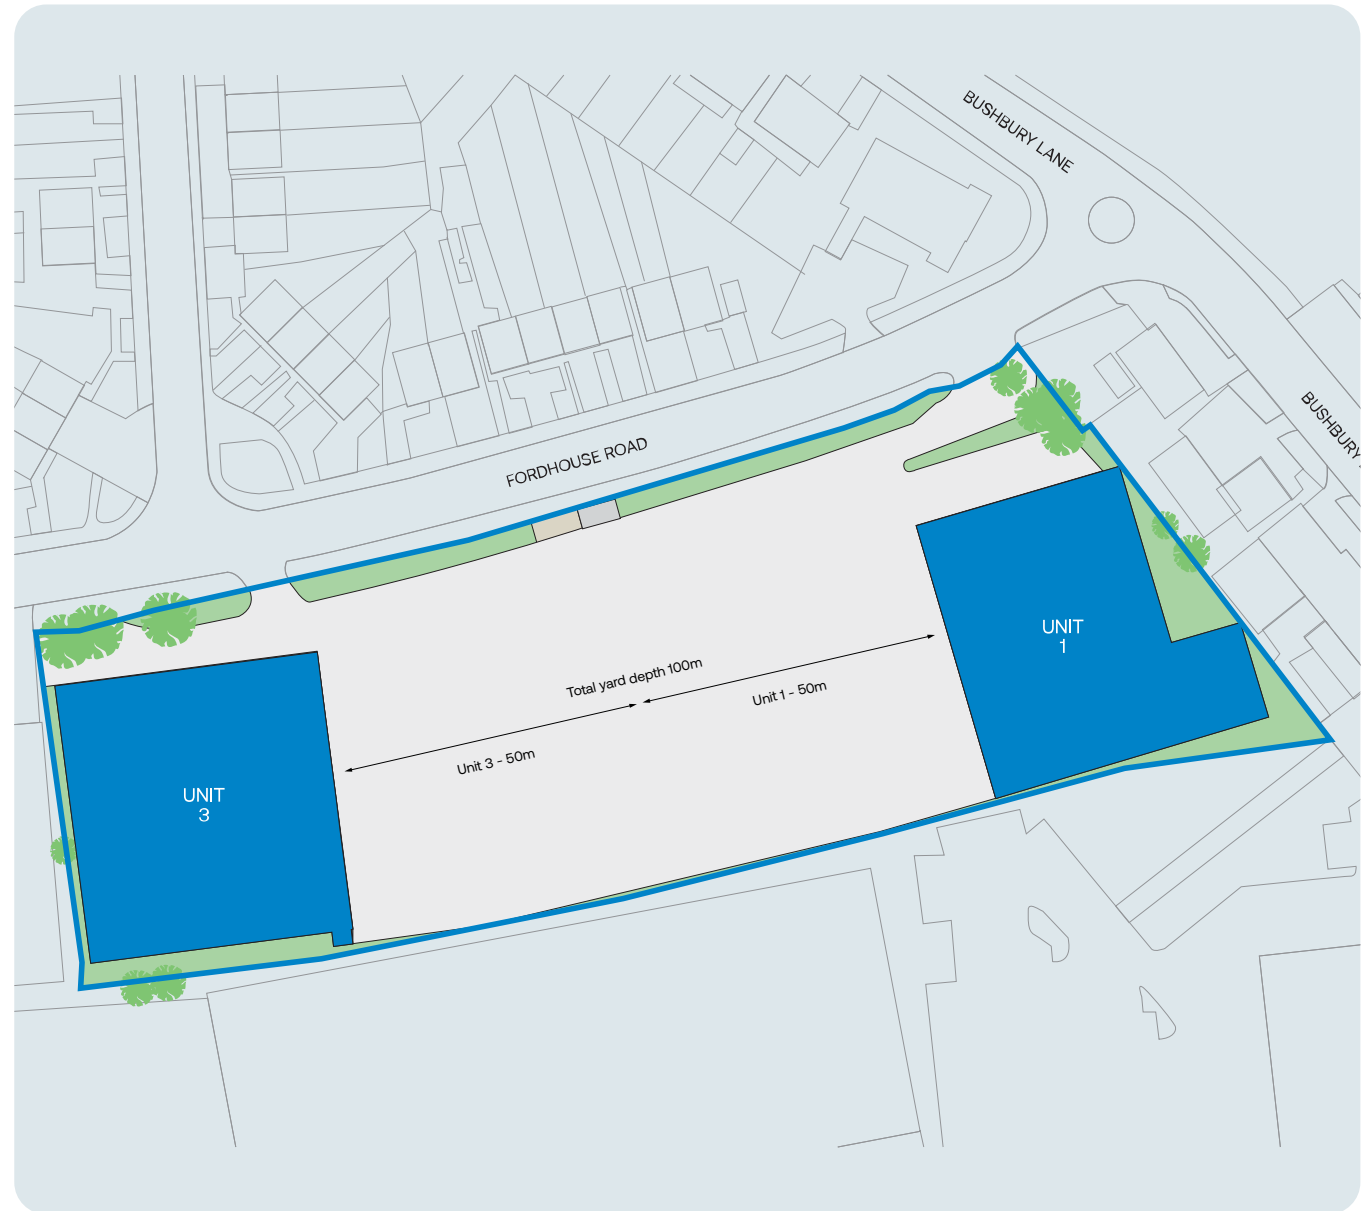 BUSHBURY LANE
BUSHBURY
FORDHOUSE ROAD
UNIT
1
Total yard depth 100m
Unit 1 - 50m
Unit 3 - 50m
UNIT
3